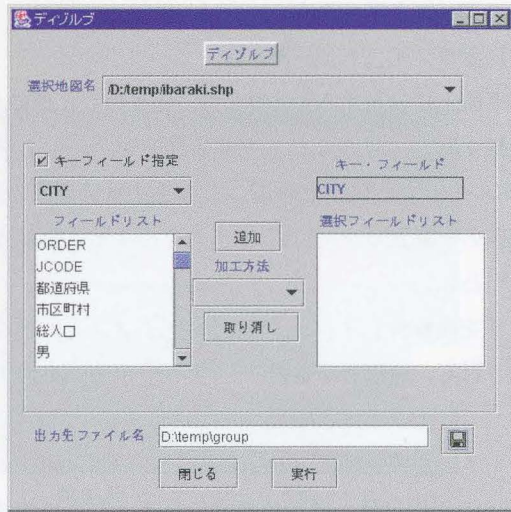 ディゾルブ
ディゾルブ
選択地図名 /D:/temp/ibaraki.shp
キーフィールド指定
キー・フィールド
CITY
CITY
フィールドリスト
選択フィールドリスト
ORDER
JCODE
都道府県
市区町村
総人口
男
追加
加工方法
取り消し
出力先ファイル名 D:\temp\group
閉じる
実行